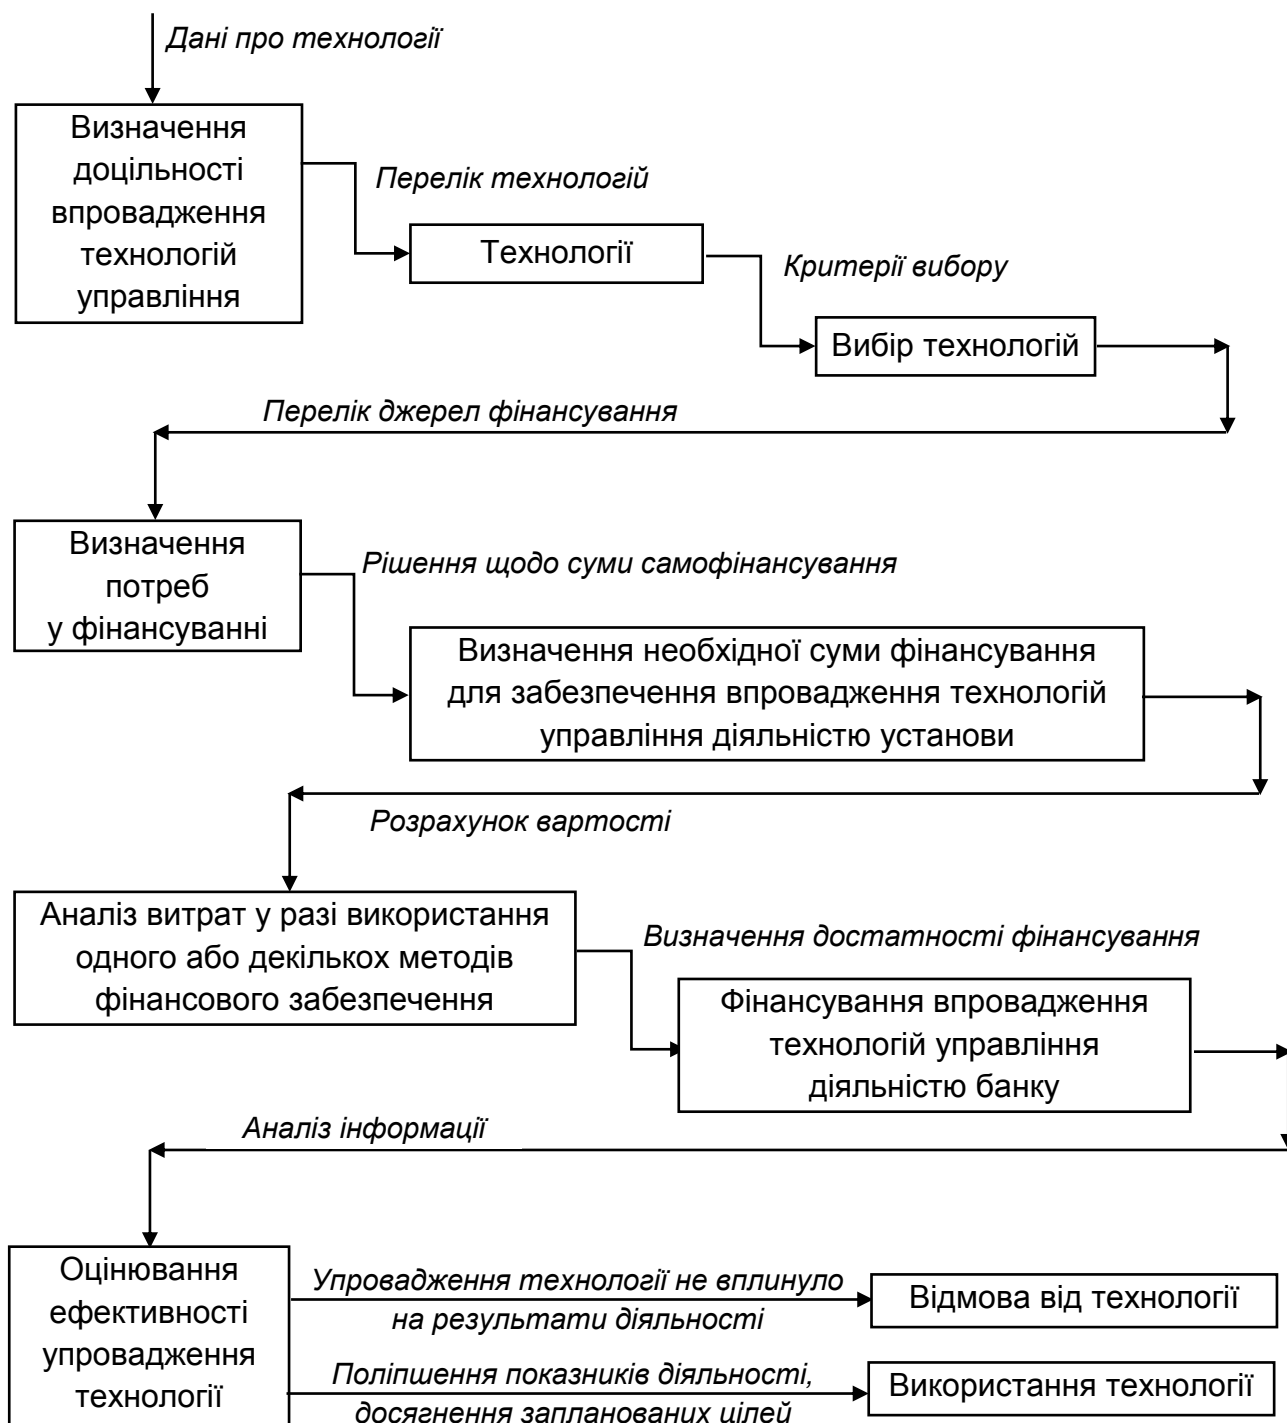 Дані про технології
Визначення
доцільності
впровадження
технологій
управління
Перелік технологій
Технології
Критерії вибору
Вибір технологій
Перелік джерел фінансування
Визначення
потреб
у фінансуванні
Рішення щодо суми самофінансування
Визначення необхідної суми фінансування
для забезпечення впровадження технологій
управління діяльністю установи
Розрахунок вартості
Аналіз витрат у разі використання
одного або декількох методів
фінансового забезпечення
Визначення достатності фінансування
Фінансування впровадження
технологій управління
діяльністю банку
Аналіз інформації
Оцінювання
ефективності
упровадження
технології
Упровадження технології не вплинуло
на результати діяльності
Відмова від технології
Поліпшення показників діяльності,
досягнення запланованих цілей
Використання технології